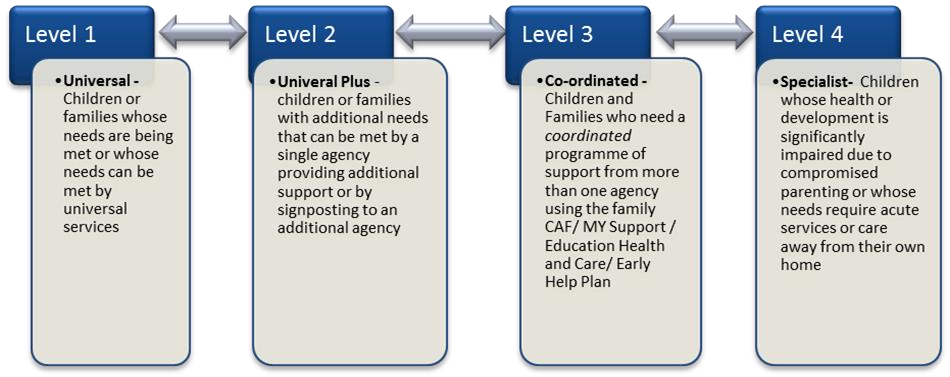 Level 1
•Universal -
Children or
families whose
needs are being
met or whose
needs can be
met by
universal
services
Level 2
•Univeral Plus -
children or families
with additional needs
that can be met by a
single agency
providing additional
support or by
signposting to an
additional agency
Level 3
•Co-ordinated -
Children and
Families who need a
coordinated
programme of
support from more
than one agency
using the family
CAF/ MY Support /
Education Health
and Care/ Early
Help Plan
Level 4
•Specialist- Children
whose health or
development is
significantly
impaired due to
compromised
parenting or whose
needs require acute
services or care
away from their own
home